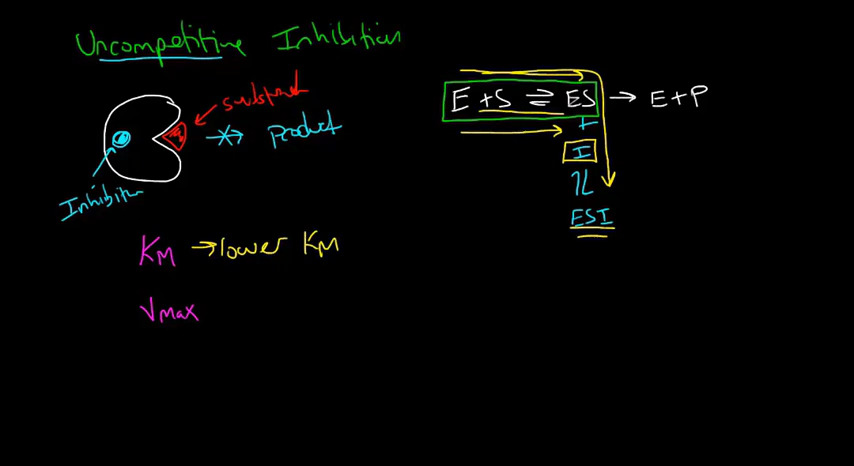 Uncompetitive Inhibition
substrate
product
Inhibitor
E + S ⇌ ES → E + P
+
I
⇌
ESI
KM → lower KM
Vmax